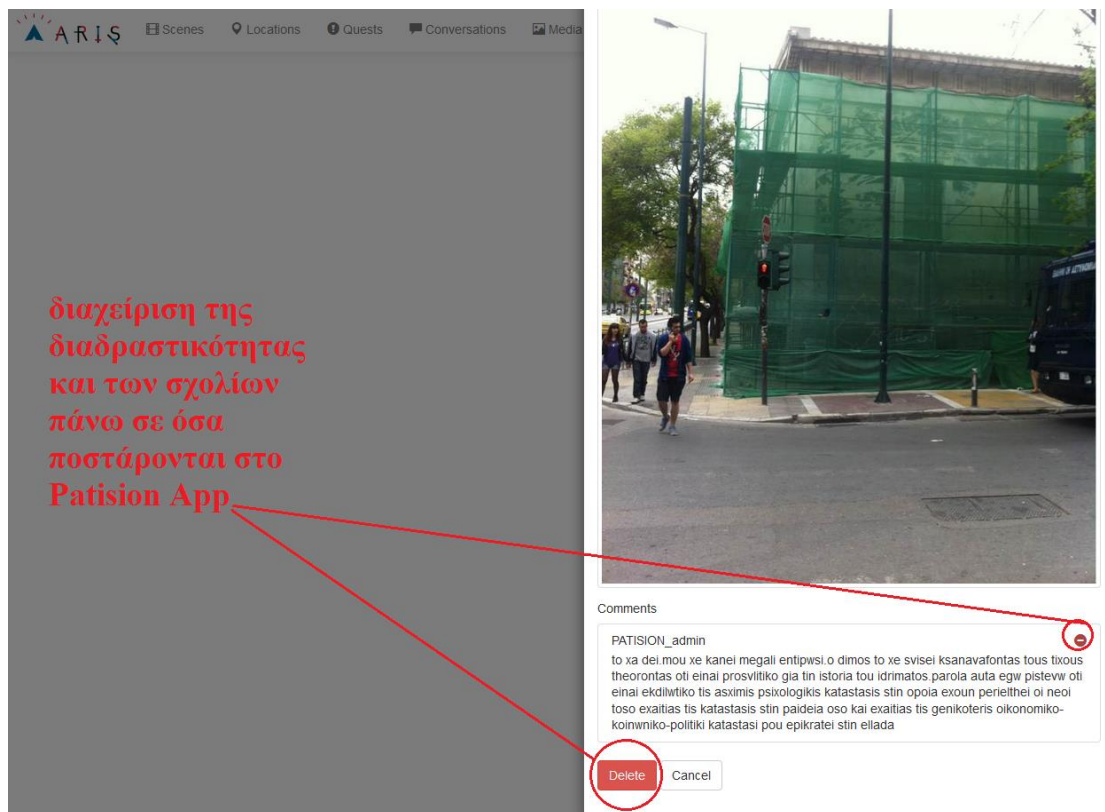 ARIS Scenes Locations Quests Conversations Media
διαχείριση της
διαδραστικότητας
και των σχολίων
πάνω σε όσα
ποστάρονται στο
Patision App
Comments
PATISION_admin
to xa dei.mou xe kanei megali entipwsi.o dimos to xe svisei ksanavafontas tous tixous
theorontas oti einai prosvlitiko gia tin istoria tou idrimatos.parola auta egw pistevw oti
einai ekdilwtiko tis asximis psixologikis katastasis stin opoia exoun perielthei oi neoi
toso exaitias tis katastasis stin paideia oso kai exaitias tis genikoteris oikonomiko-
koinwniko-politiki katastasi pou epikratei stin ellada
Delete Cancel